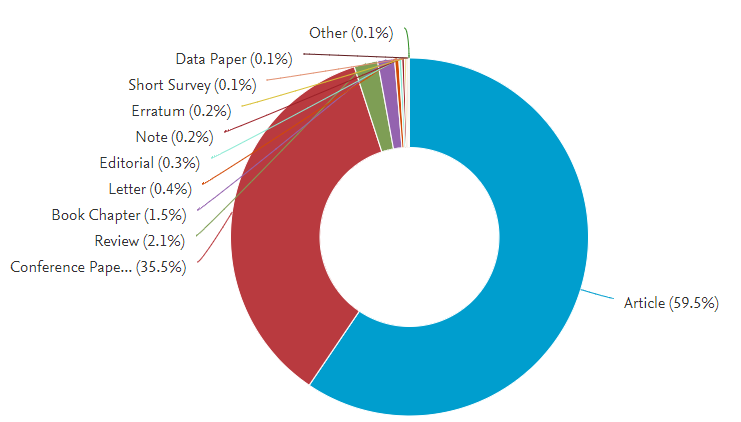 Other (0.1%)
Data Paper (0.1%)
Short Survey (0.1%)
Erratum (0.2%)
Note (0.2%)
Editorial (0.3%)
Letter (0.4%)
Book Chapter (1.5%)
Review (2.1%)
Conference Pape... (35.5%)
Article (59.5%)